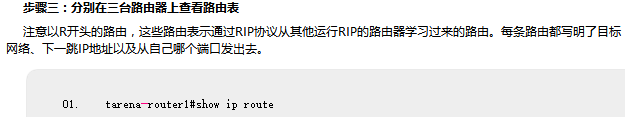 步骤三：分别在三台路由器上查看路由表
注意以R开头的路由，这些路由表示通过RIP协议从其他运行RIP的路由器学习过来的路由。每条路由都写明了目标
网络、下一跳IP地址以及从自己哪个端口发出去。
01. tarena-router1#show ip route